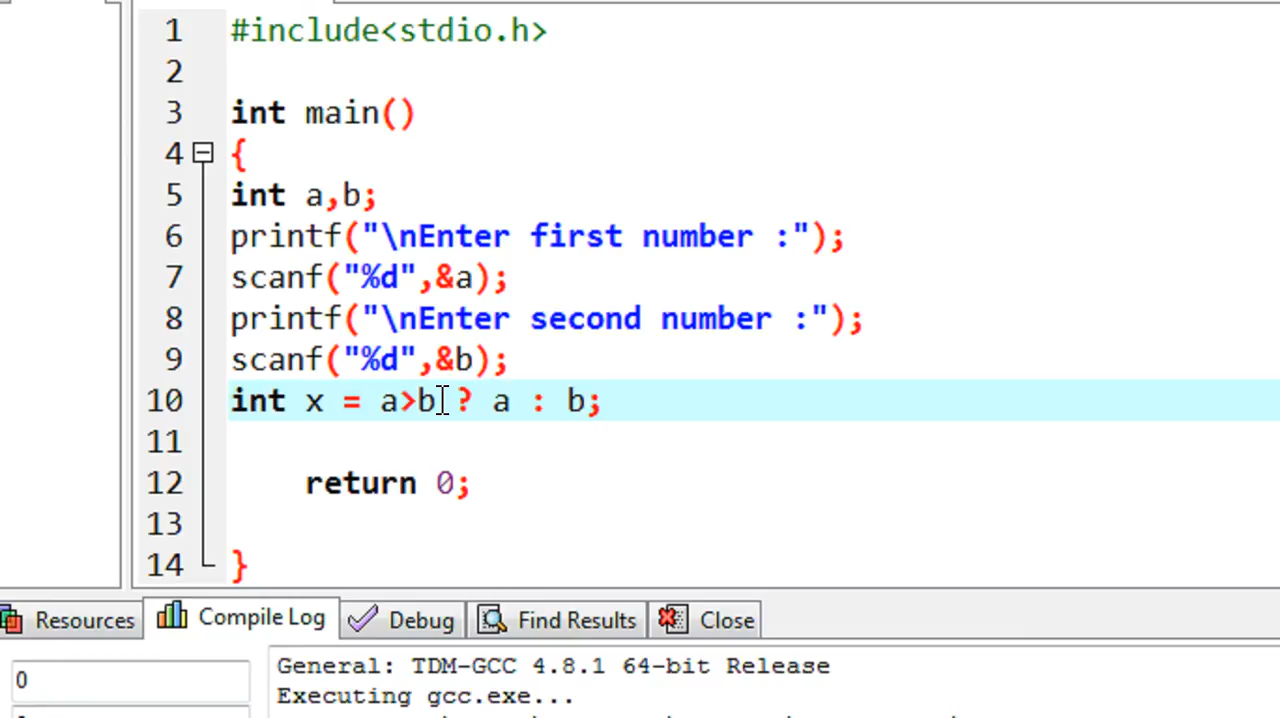 1 #include<stdio.h>
2
3 int main()
4 {
5 int a,b;
6 printf("\nEnter first number :");
7 scanf("%d",&a);
8 printf("\nEnter second number :");
9 scanf("%d",&b);
10 int x = a>b ? a : b;
11
12 return 0;
13
14 }
Resources Compile Log Debug Find Results Close
0
General: TDM-GCC 4.8.1 64-bit Release
Executing gcc.exe...